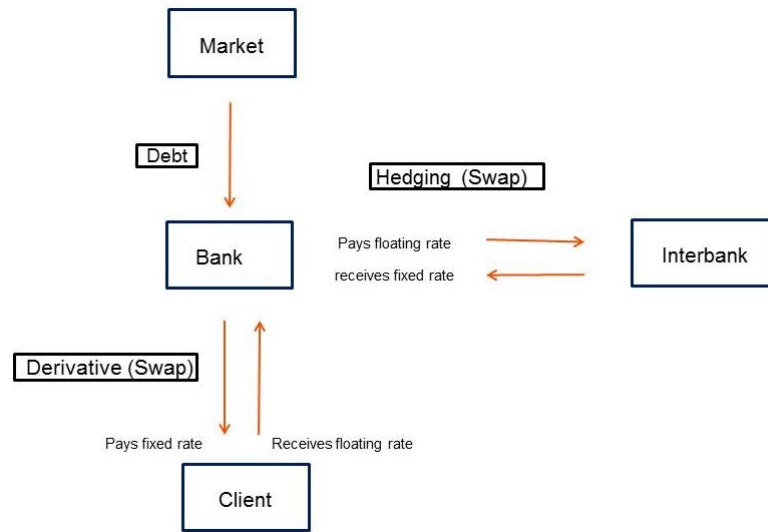 Market
Debt
Hedging (Swap)
Bank
Pays floating rate
receives fixed rate
Interbank
Derivative (Swap)
Pays fixed rate
Receives floating rate
Client